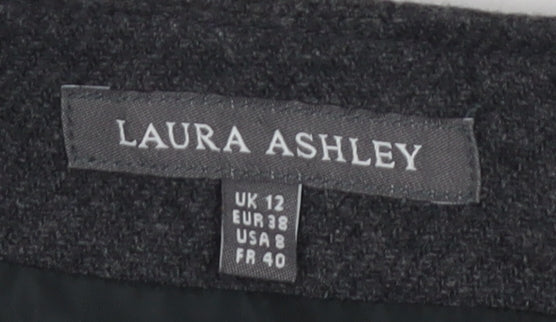 LAURA ASHLEY
UK 12
EUR 38
USA 8
FR 40